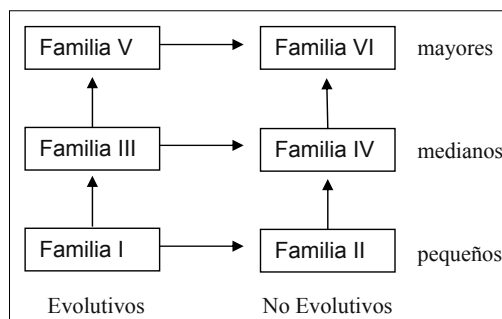 Familia V Familia VI mayores
Familia III Familia IV medianos
Familia I Familia II pequeños
Evolutivos No Evolutivos